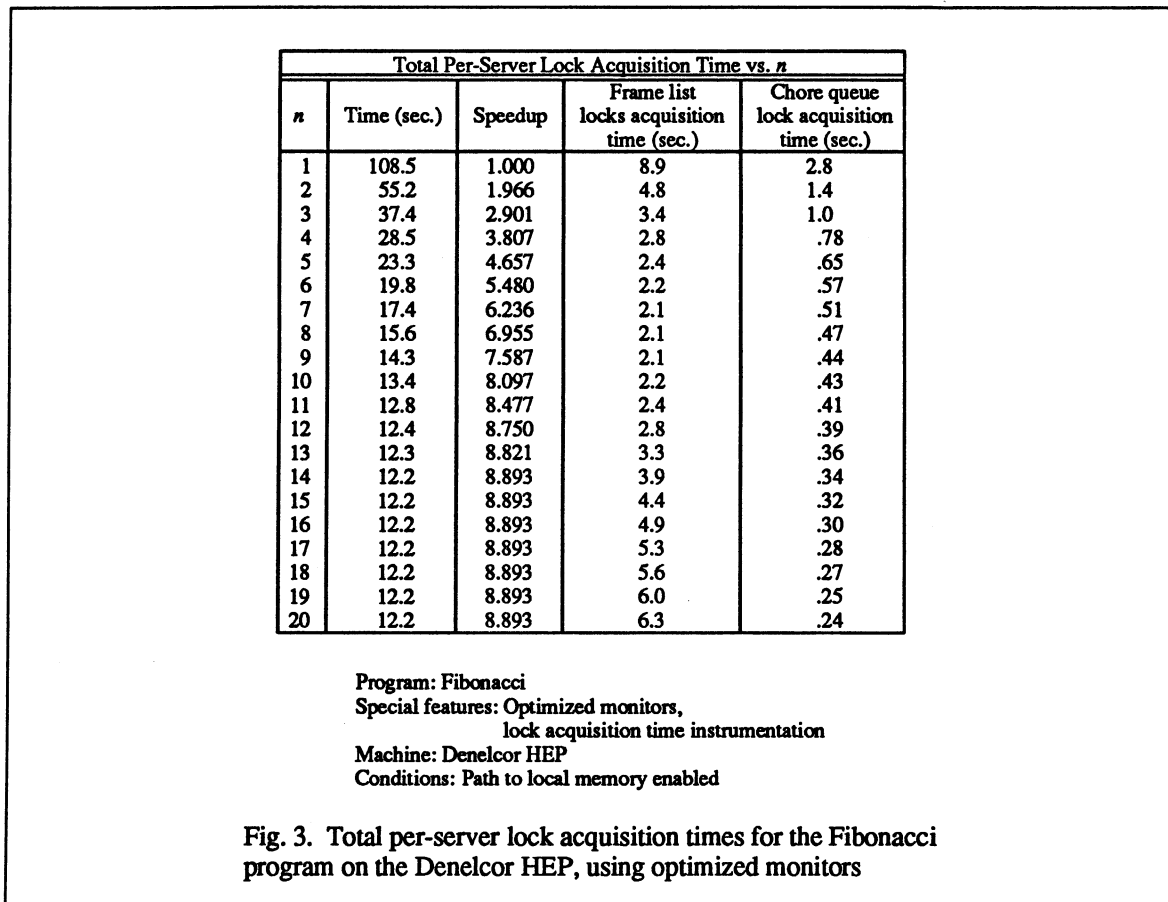 Total Per-Server Lock Acquisition Time vs. n
n Time (sec.) Speedup Frame list locks acquisition time (sec.) Chore queue lock acquisition time (sec.)
1 108.5 1.000 8.9 2.8
2 55.2 1.966 4.8 1.4
3 37.4 2.901 3.4 1.0
4 28.5 3.807 2.8 .78
5 23.3 4.657 2.4 .65
6 19.8 5.480 2.2 .57
7 17.4 6.236 2.1 .51
8 15.6 6.955 2.1 .47
9 14.3 7.587 2.1 .44
10 13.4 8.097 2.2 .43
11 12.8 8.477 2.4 .41
12 12.4 8.750 2.8 .39
13 12.3 8.821 3.3 .36
14 12.2 8.893 3.9 .34
15 12.2 8.893 4.4 .32
16 12.2 8.893 4.9 .30
17 12.2 8.893 5.3 .28
18 12.2 8.893 5.6 .27
19 12.2 8.893 6.0 .25
20 12.2 8.893 6.3 .24
Program: Fibonacci
Special features: Optimized monitors,
lock acquisition time instrumentation
Machine: Denelcor HEP
Conditions: Path to local memory enabled
Fig. 3. Total per-server lock acquisition times for the Fibonacci
program on the Denelcor HEP, using optimized monitors